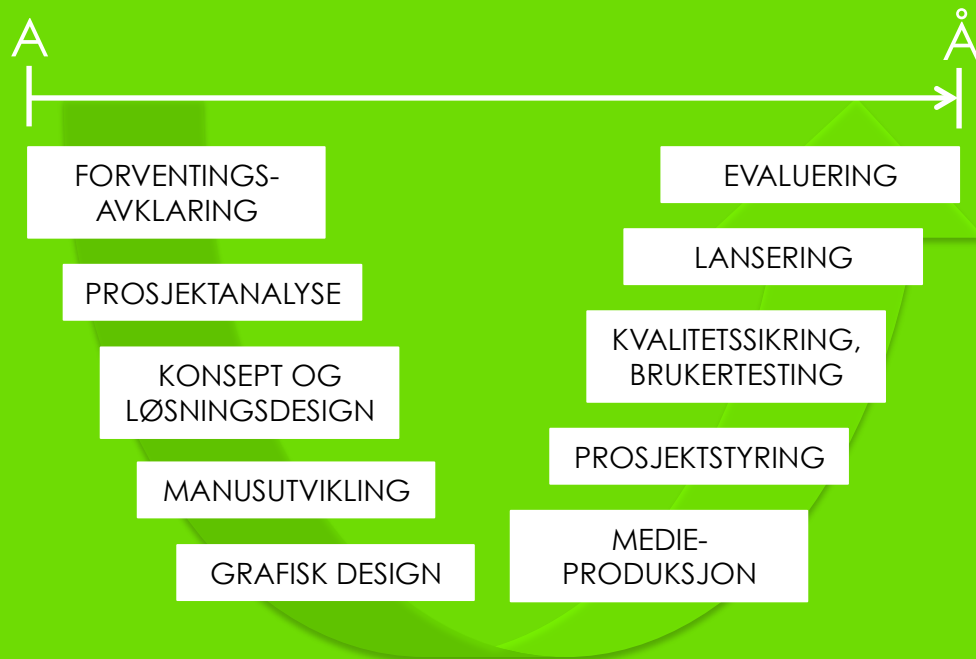 A
Å
FORVENTINGS-
AVKLARING
PROSJEKTANALYSE
KONSEPT OG
LØSNINGSDESIGN
MANUSUTVIKLING
GRAFISK DESIGN
EVALUERING
LANSERING
KVALITETSSIKRING,
BRUKERTESTING
PROSJEKTSTYRING
MEDIE-
PRODUKSJON